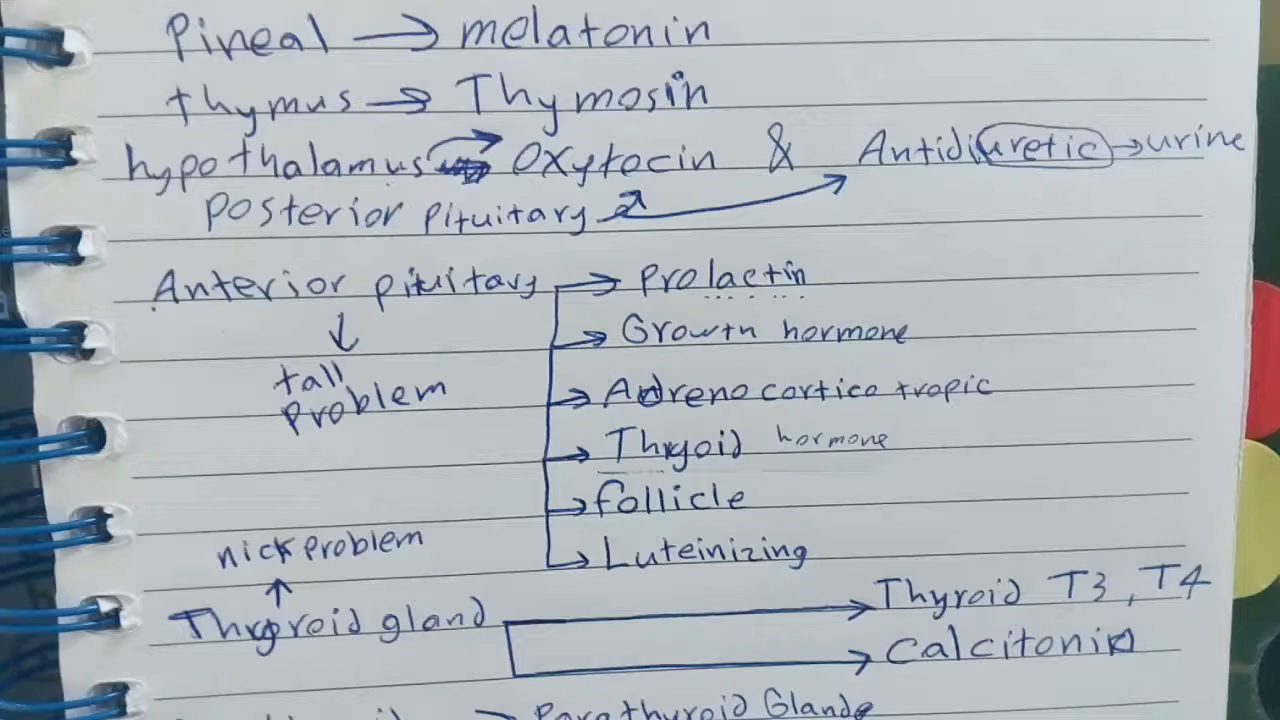 Pineal → melatonin
thymus → Thymosin
hypothalamus → Oxytocin & Antidiuretic → urine
Posterior Pituitary →
Anterior pituitary → Prolactin
→ Growth hormone
↓
tall
problem
→ Adrenocorticotropic
→ Thyroid hormone
→ follicle
→ Luteinizing
nick problem
↑
Thyroid gland → Thyroid T3, T4
→ Calcitonin
→ Parathyroid Glande